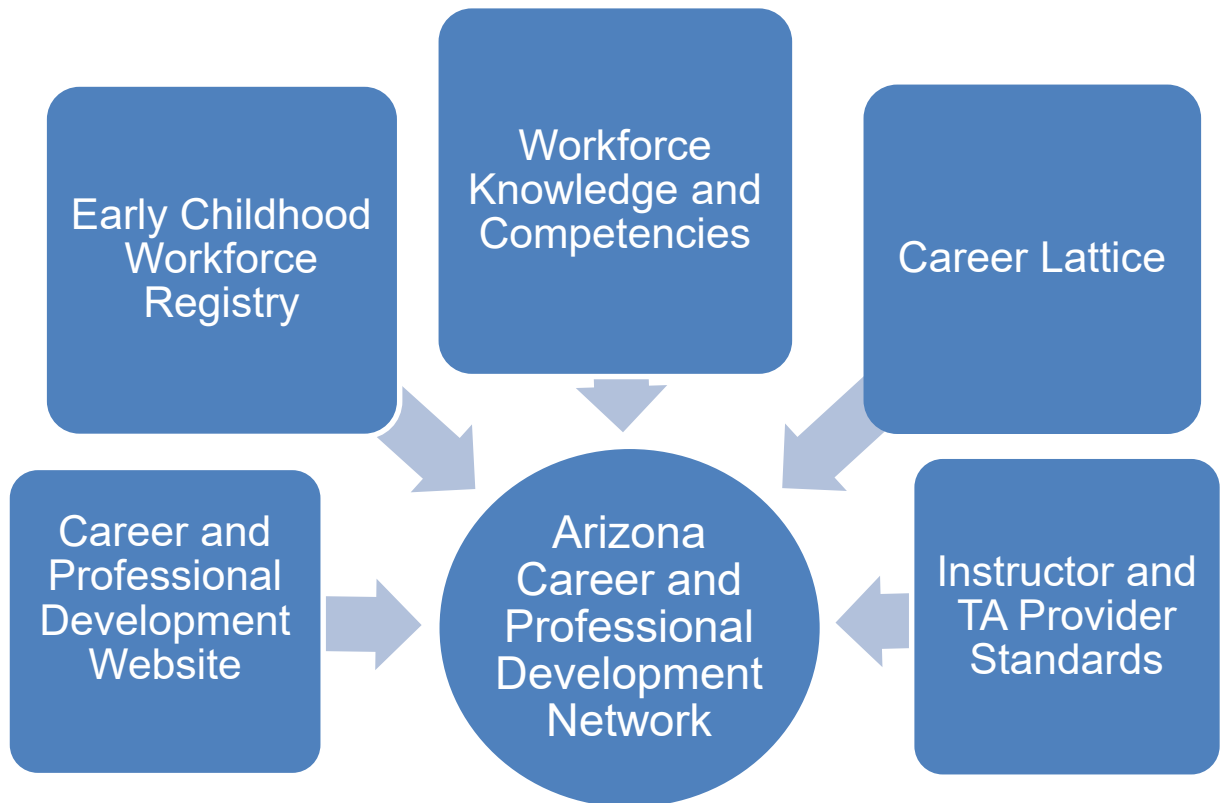 Workforce
Knowledge and
Competencies
Early Childhood
Workforce
Registry
Career Lattice
Career and
Professional
Development
Website
Arizona
Career and
Professional
Development
Network
Instructor and
TA Provider
Standards